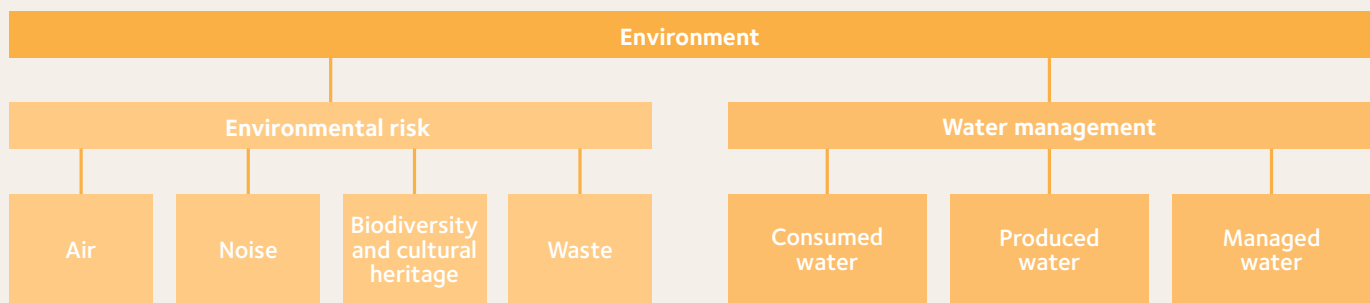 Environment
Environmental risk
Water management
Air
Noise
Biodiversity
and cultural
heritage
Waste
Consumed
water
Produced
water
Managed
water